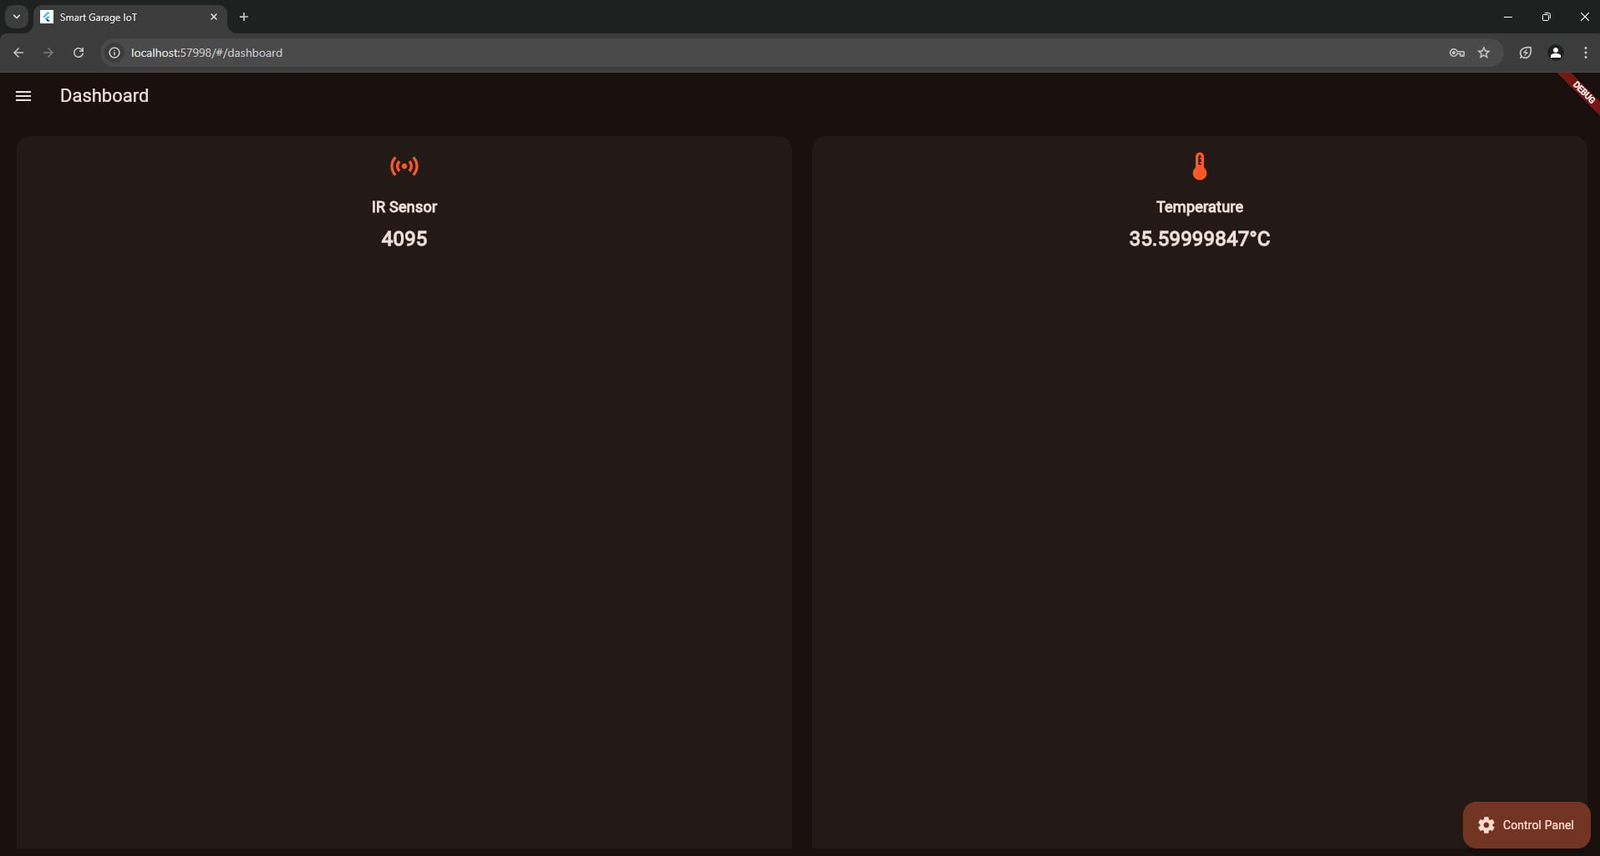 Smart Garage IoT
localhost:57998/#/dashboard
Dashboard
DEBUG
IR Sensor
4095
Temperature
35.59999847°C
Control Panel